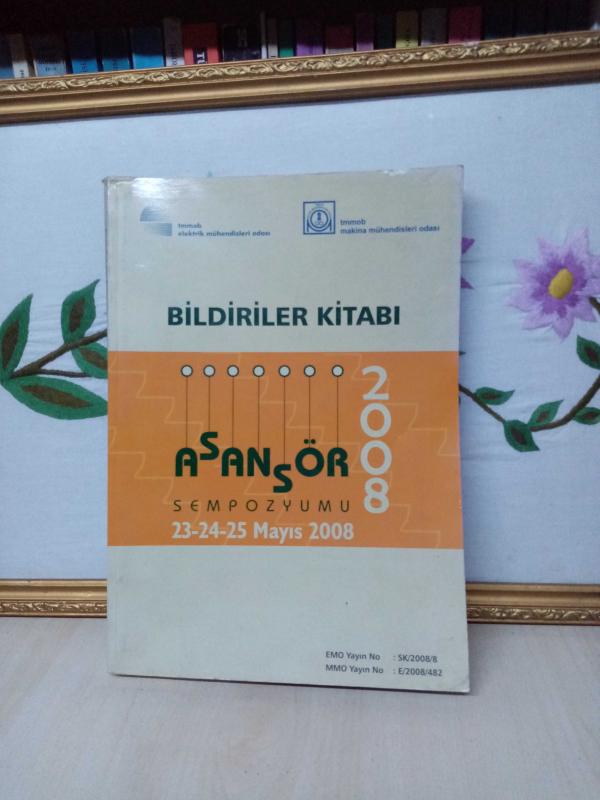 tmmob
elektrik mühendisleri odası
tmmob
makina mühendisleri odası
BİLDİRİLER KİTABI
ASANSÖR
2008
SEMPOZYUMU
23-24-25 Mayıs 2008
EMO Yayın No : SK/2008/8
MMO Yayın No : E/2008/482